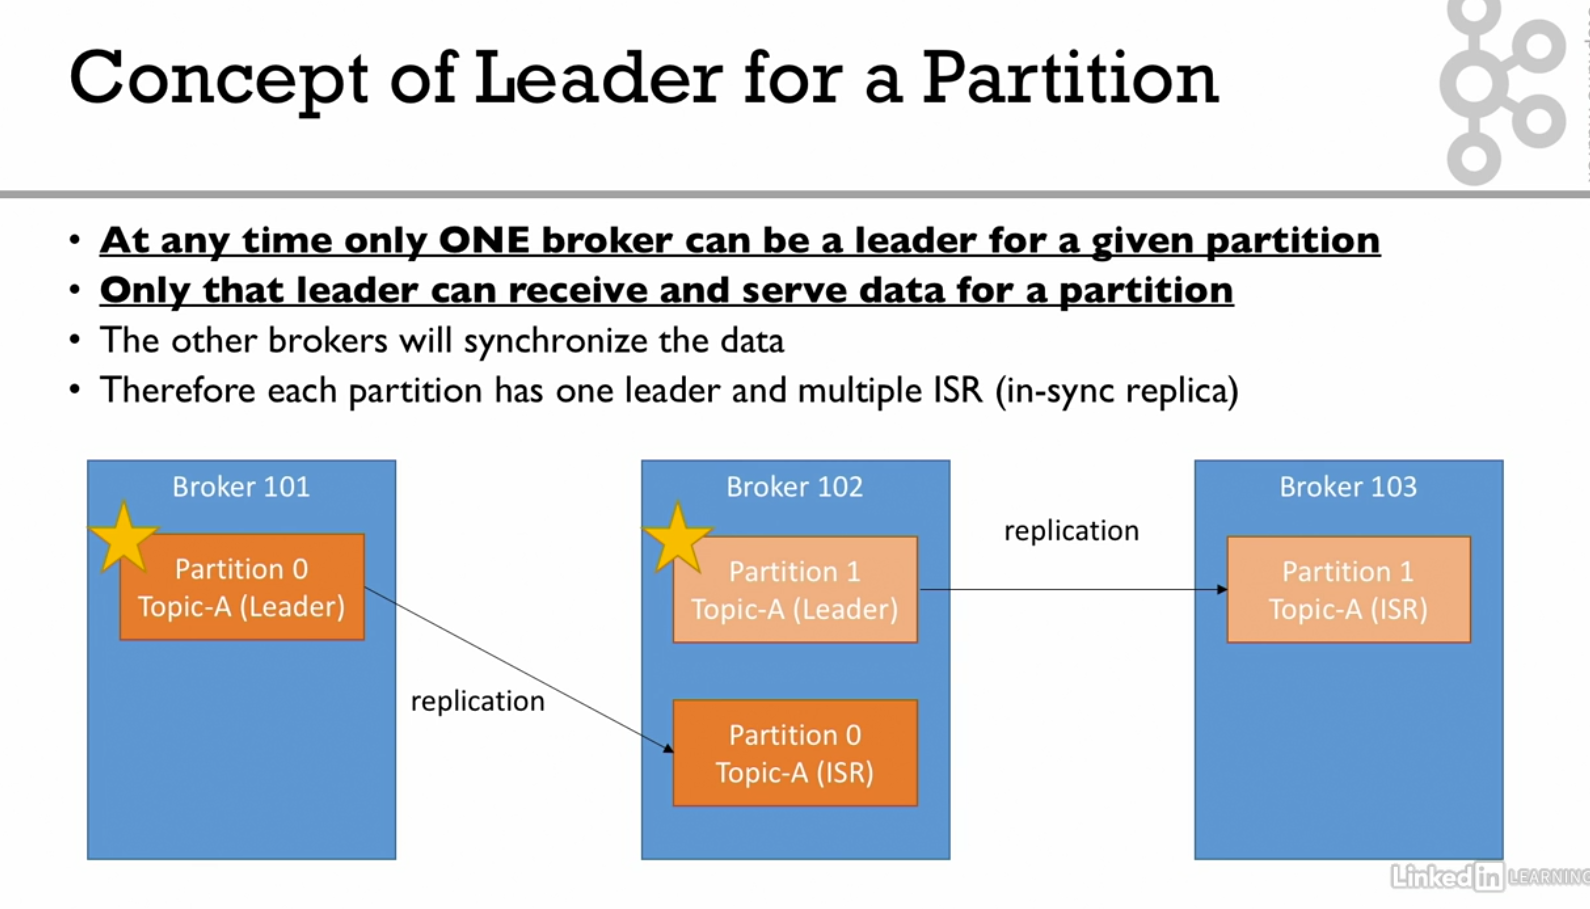 Concept of Leader for a Partition
• At any time only ONE broker can be a leader for a given partition
• Only that leader can receive and serve data for a partition
• The other brokers will synchronize the data
• Therefore each partition has one leader and multiple ISR (in-sync replica)
Broker 101
Partition 0
Topic-A (Leader)
replication
Broker 102
Partition 1
Topic-A (Leader)
Partition 0
Topic-A (ISR)
replication
Broker 103
Partition 1
Topic-A (ISR)
Linked in LEARNING